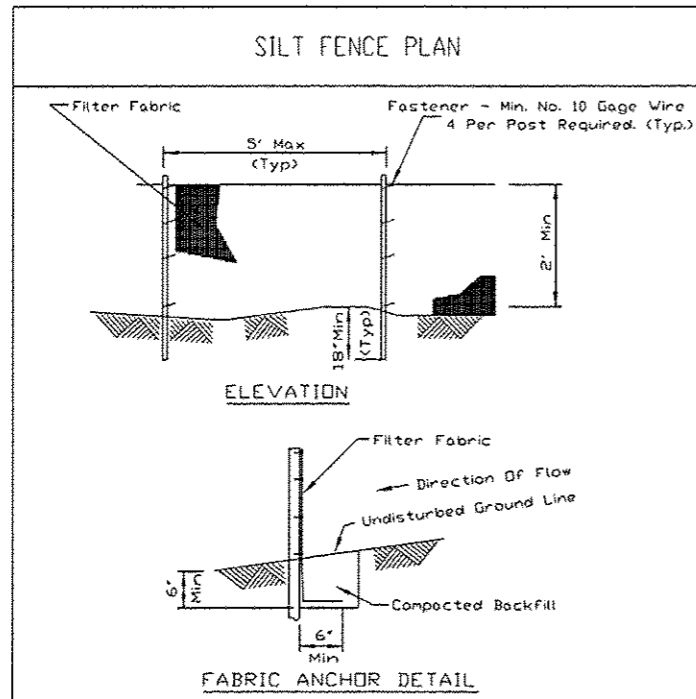 SILT FENCE PLAN
Filter Fabric
Fastener - Min. No. 10 Gage Wire
4 Per Post Required. (Typ.)
5' Max
(Typ)
2' Min
18" Min
(Typ)
ELEVATION
Filter Fabric
Direction Of Flow
Undisturbed Ground Line
6"
Min
Compacted Backfill
6"
Min
FABRIC ANCHOR DETAIL